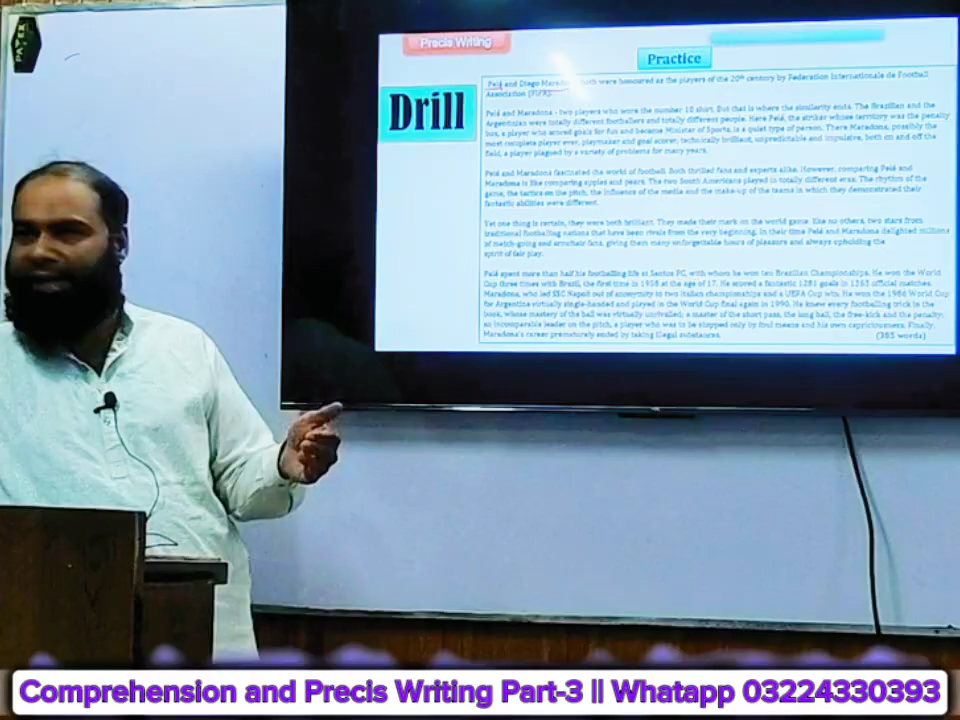 Precis Writing
Practice
Drill
Pelé and Diego Maradona both were honoured as the players of the 20th century by Federation Internationale de Football
Association (FIFA).
Pelé and Maradona - two players who wore the number 10 shirt. But that is where the similarity ends. The Brazilian and the
Argentinian were totally different footballers and totally different people. Here Pelé, the striker whose territory was the penalty
box, a player who scored goals for fun and became Minister of Sports, is a quiet type of person. There Maradona, possibly the
most complete player ever, playmaker and goal scorer; technically brilliant, unpredictable and impulsive, both on and off the
field, a player plagued by a variety of problems for many years.
Pelé and Maradona fascinated the world of football. Both thrilled fans and experts alike. However, comparing Pelé and
Maradona is like comparing apples and pears. The two South Americans played in totally different eras. The rhythm of the
game, the tactics on the pitch, the influence of the media and the make-up of the teams in which they demonstrated their
fantastic abilities were different.
Yet one thing is certain, they were both brilliant. They made their mark on the world game like no others, two stars from
traditional footballing nations that have been rivals from the very beginning. In their time Pelé and Maradona delighted millions
of match-going and armchair fans, giving them many unforgettable hours of pleasure and always upholding the
spirit of fair play.
Pelé spent more than half his footballing life at Santos FC, with whom he won ten Brazilian Championships. He won the World
Cup three times with Brazil, the first time in 1958 at the age of 17. He scored a fantastic 1281 goals in 1363 official matches.
Maradona, who led SSC Napoli out of anonymity to two Italian championships and a UEFA Cup win. He won the 1986 World Cup
for Argentina virtually single-handed and played in the World Cup final again in 1990. He knew every footballing trick in the
book, whose mastery of the ball was virtually unrivalled; a master of the short pass, the long ball, the free-kick and the penalty;
an incomparable leader on the pitch, a player who was to be stopped only by foul means and his own capriciousness. Finally,
Maradona's career prematurely ended by taking illegal substances. (385 words)
Comprehension and Precis Writing Part-3 || Whatapp 03224330393